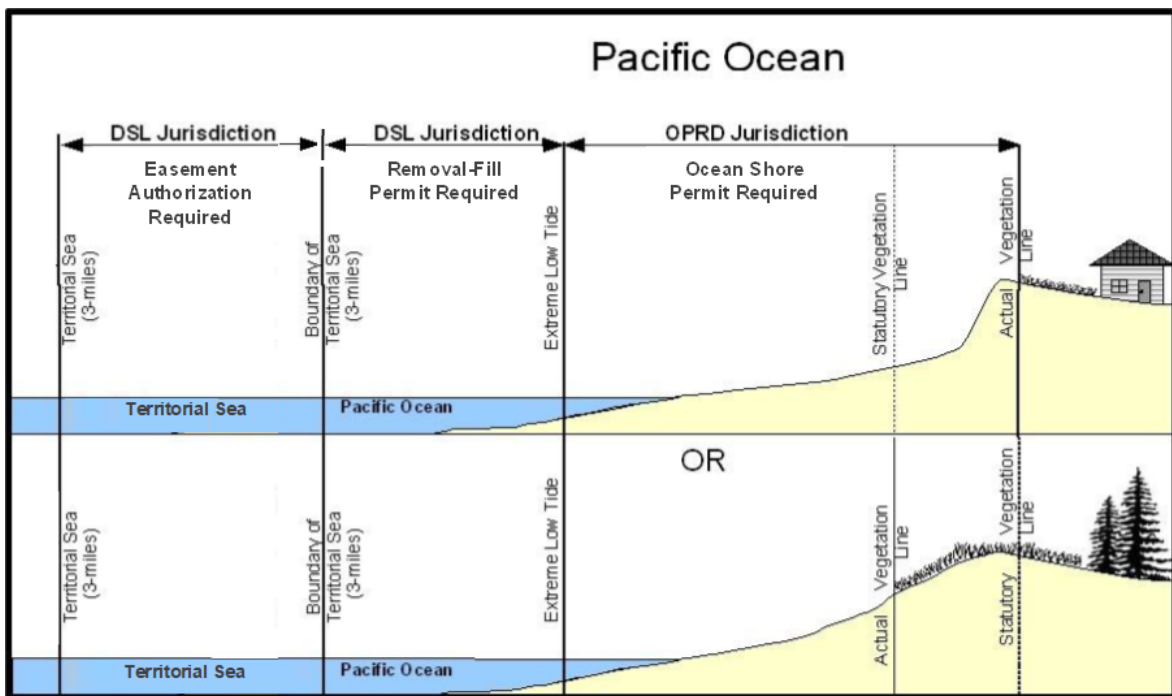 Pacific Ocean
DSL Jurisdiction
DSL Jurisdiction
OPRD Jurisdiction
Easement
Authorization
Required
Removal-Fill
Permit Required
Ocean Shore
Permit Required
Territorial Sea
(3-miles)
Boundary of
Territorial Sea
(3-miles)
Extreme Low Tide
Statutory Vegetation
Line
Actual Vegetation
Line
Territorial Sea
Pacific Ocean
OR
Territorial Sea
(3-miles)
Boundary of
Territorial Sea
(3-miles)
Extreme Low Tide
Actual Vegetation
Line
Statutory Vegetation
Line
Territorial Sea
Pacific Ocean